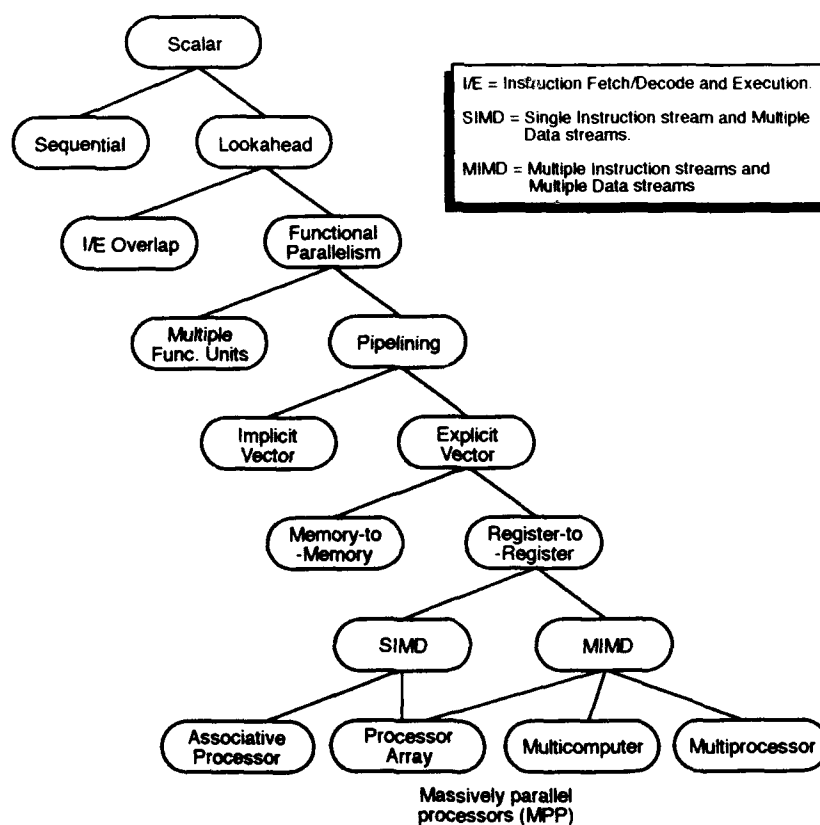 Scalar
I/E = Instruction Fetch/Decode and Execution.
SIMD = Single Instruction stream and Multiple
Data streams.
MIMD = Multiple Instruction streams and
Multiple Data streams
Sequential
Lookahead
I/E Overlap
Functional
Parallelism
Multiple
Func. Units
Pipelining
Implicit
Vector
Explicit
Vector
Memory-to
-Memory
Register-to
-Register
SIMD
MIMD
Associative
Processor
Processor
Array
Multicomputer
Multiprocessor
Massively parallel
processors (MPP)